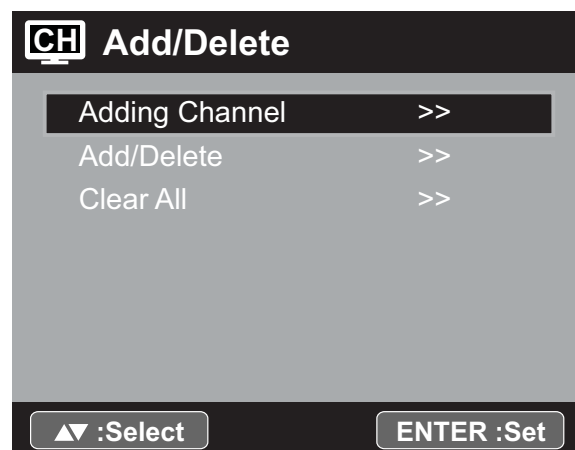 CH Add/Delete
Adding Channel >>
Add/Delete >>
Clear All >>
▲▼ :Select ENTER :Set